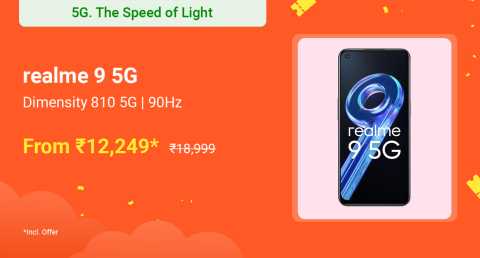 5G. The Speed of Light
realme 9 5G
Dimensity 810 5G | 90Hz
From ₹12,249* ₹18,999
*Incl. Offer
realme
9 5G